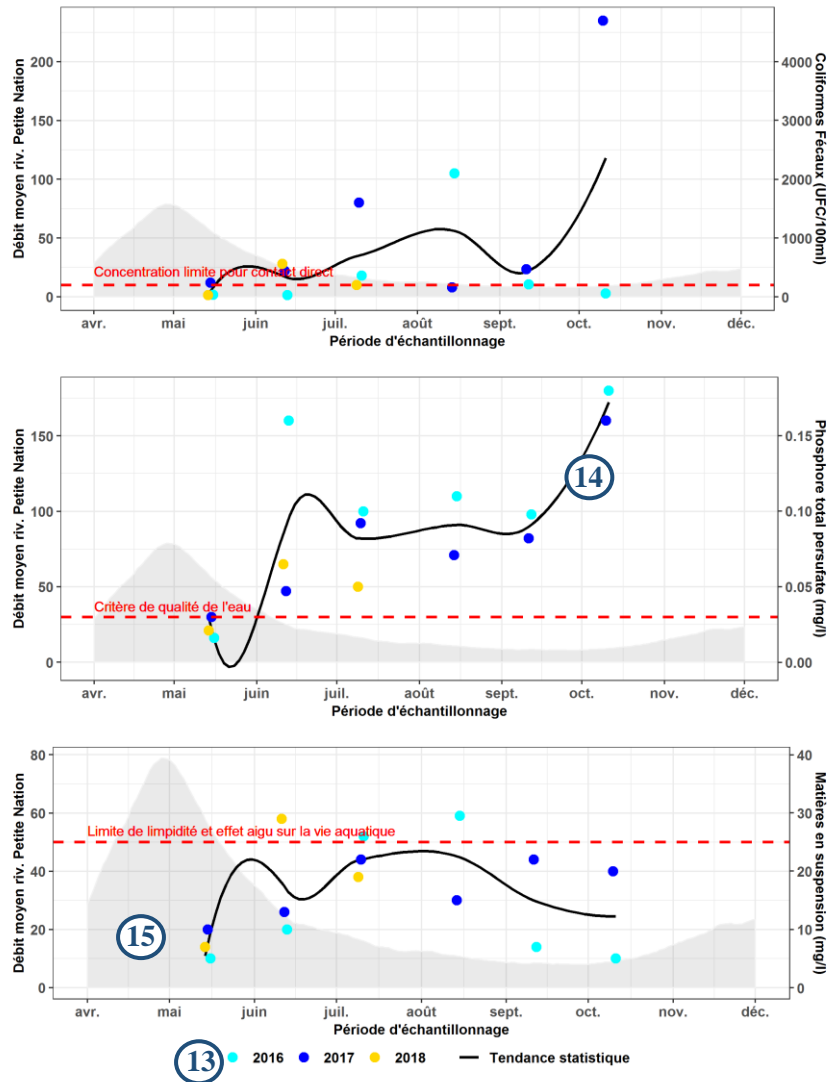 Débit moyen riv. Petite Nation
200
150
100
50
0
Concentration limite pour contact direct
4000
3000
2000
1000
0
Coliformes Fécaux (UFC/100ml)
avr. mai juin juil. août sept. oct. nov. déc.
Période d'échantillonnage
Débit moyen riv. Petite Nation
150
100
50
0
Critère de qualité de l'eau
14
0.15
0.10
0.05
0.00
Phosphore total persufate (mg/l)
avr. mai juin juil. août sept. oct. nov. déc.
Période d'échantillonnage
Débit moyen riv. Petite Nation
80
60
40
20
0
Limite de limpidité et effet aigu sur la vie aquatique
15
40
30
20
10
0
Matières en suspension (mg/l)
avr. mai juin juil. août sept. oct. nov. déc.
Période d'échantillonnage
13 2016 2017 2018 Tendance statistique